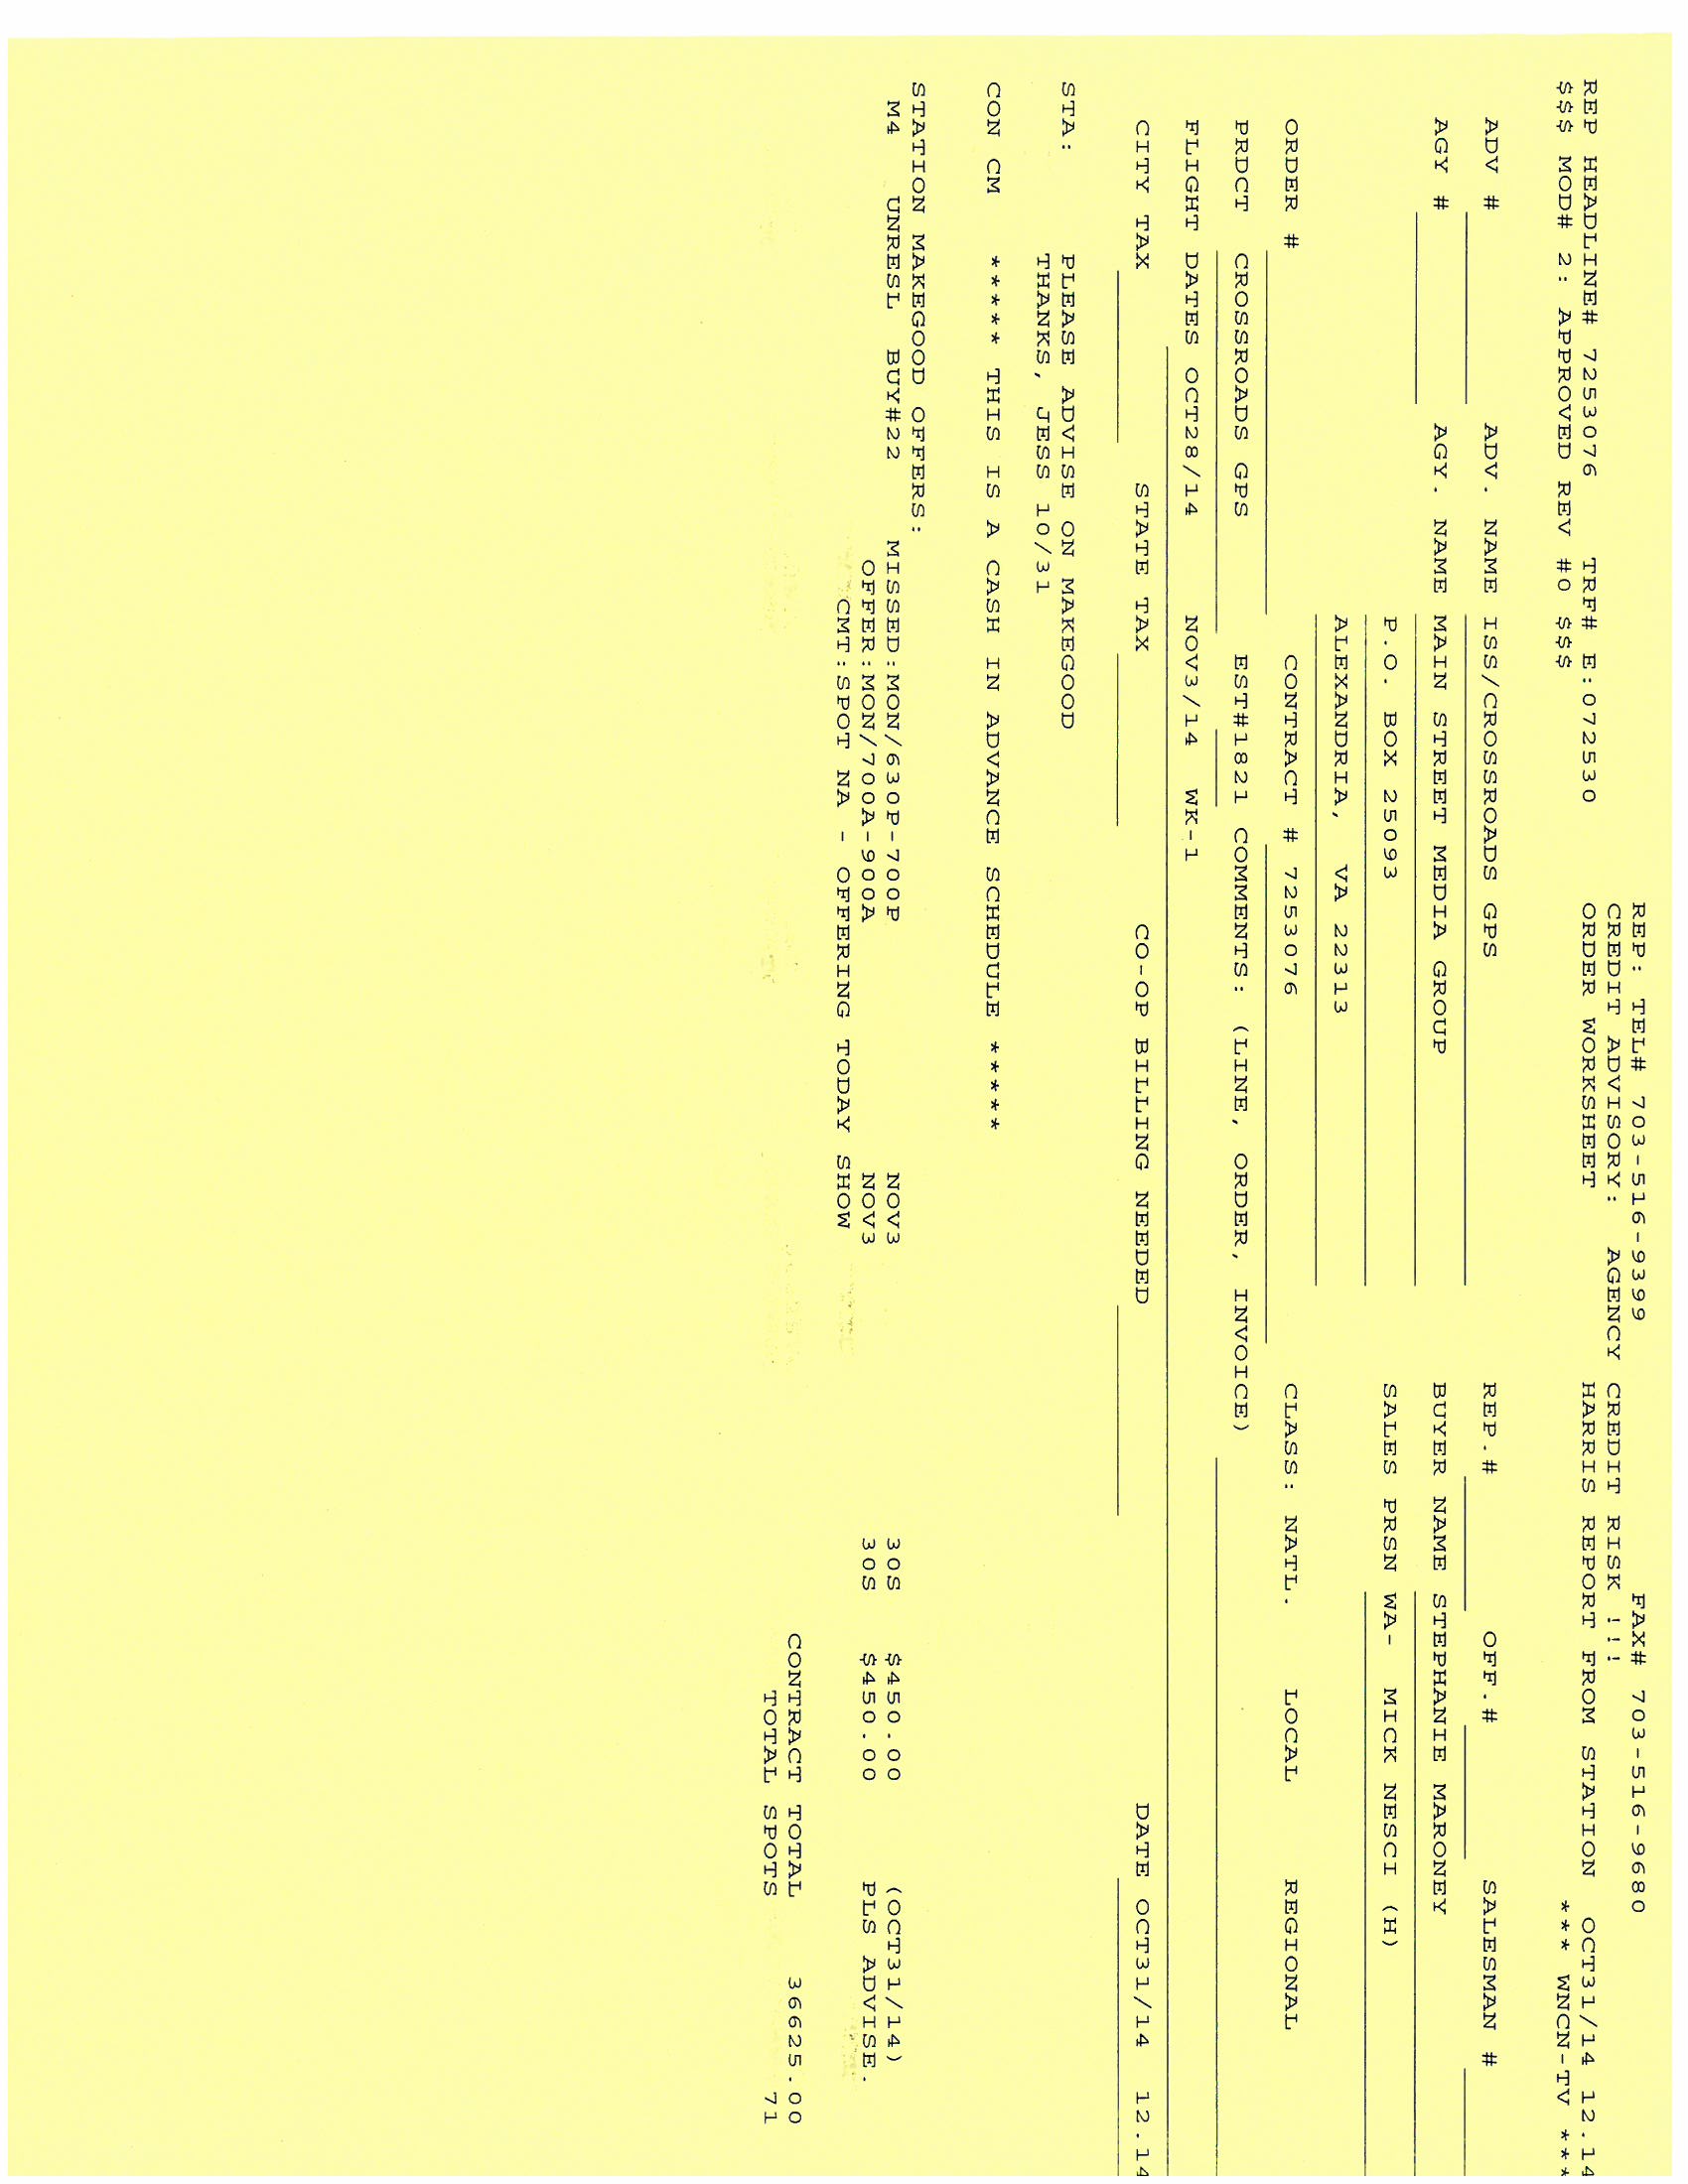 REP: TEL# 703-516-9399 FAX# 703-516-9680
CREDIT ADVISORY: AGENCY CREDIT RISK !!!
REP HEADLINE# 7253076 TRF# E:072530 ORDER WORKSHEET HARRIS REPORT FROM STATION OCT31/14 12.14
$$$ MOD# 2: APPROVED REV #0 $$$ *** WNCN-TV ***
ADV # ADV. NAME ISS/CROSSROADS GPS REP.# OFF.# SALESMAN #
AGY # AGY. NAME MAIN STREET MEDIA GROUP BUYER NAME STEPHANIE MARONEY
P.O. BOX 25093 SALES PRSN WA- MICK NESCI (H)
ALEXANDRIA, VA 22313
ORDER # CONTRACT # 7253076 CLASS: NATL. LOCAL REGIONAL
PRDCT CROSSROADS GPS EST#1821 COMMENTS: (LINE, ORDER, INVOICE)
FLIGHT DATES OCT28/14 NOV3/14 WK-1
CITY TAX STATE TAX CO-OP BILLING NEEDED DATE OCT31/14 12.14
STA: PLEASE ADVISE ON MAKEGOOD
THANKS, JESS 10/31
CON CM ***** THIS IS A CASH IN ADVANCE SCHEDULE *****
STATION MAKEGOOD OFFERS:
M4 UNRESL BUY#22 MISSED:MON/630P-700P NOV3 30S $450.00 (OCT31/14)
OFFER:MON/700A-900A NOV3 30S $450.00 PLS ADVISE.
CMT:SPOT NA - OFFERING TODAY SHOW
CONTRACT TOTAL 36625.00
TOTAL SPOTS 71